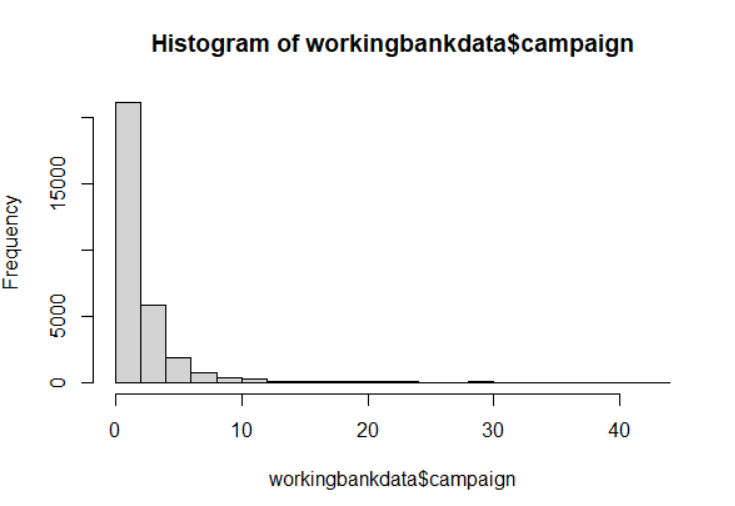 Histogram of workingbankdata$campaign
Frequency
15000
5000
0
0 10 20 30 40
workingbankdata$campaign